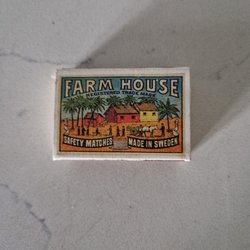 FARM HOUSE
REGISTERED TRADE MARK
SAFETY MATCHES MADE IN SWEDEN